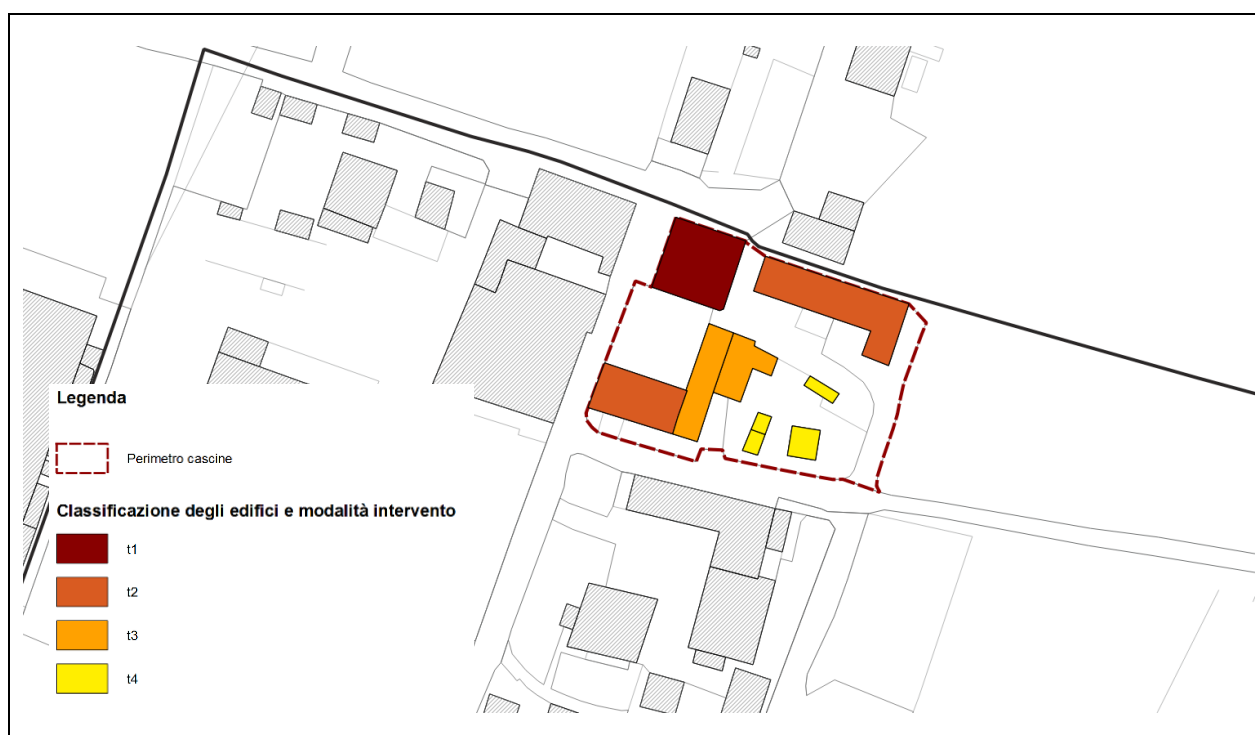 Legenda
Perimetro cascine
Classificazione degli edifici e modalità intervento
t1
t2
t3
t4